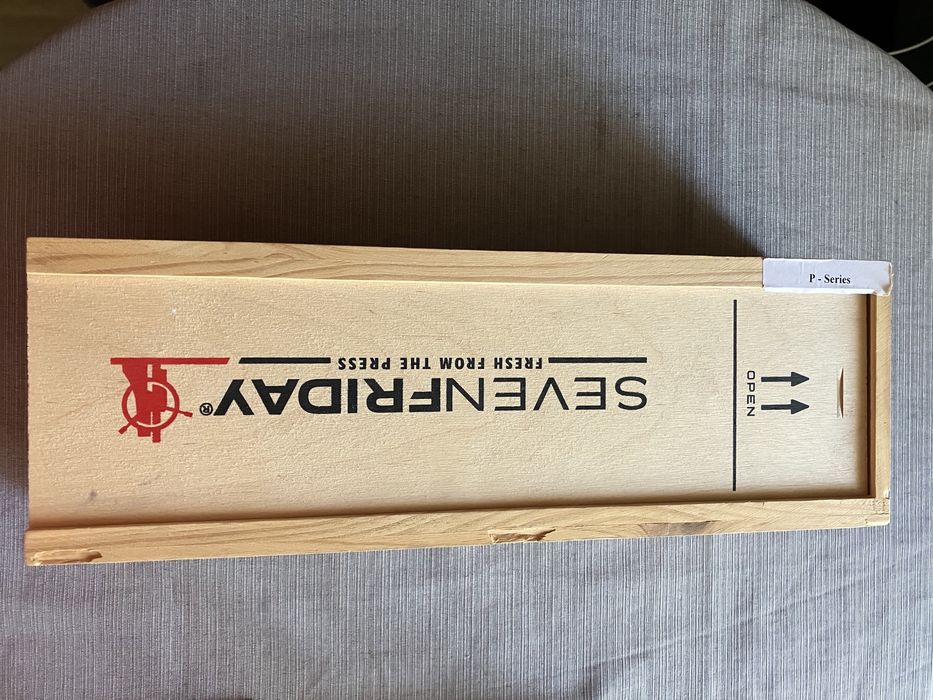 P - Series
OPEN
SEVENFRIDAY®
FRESH FROM THE PRESS